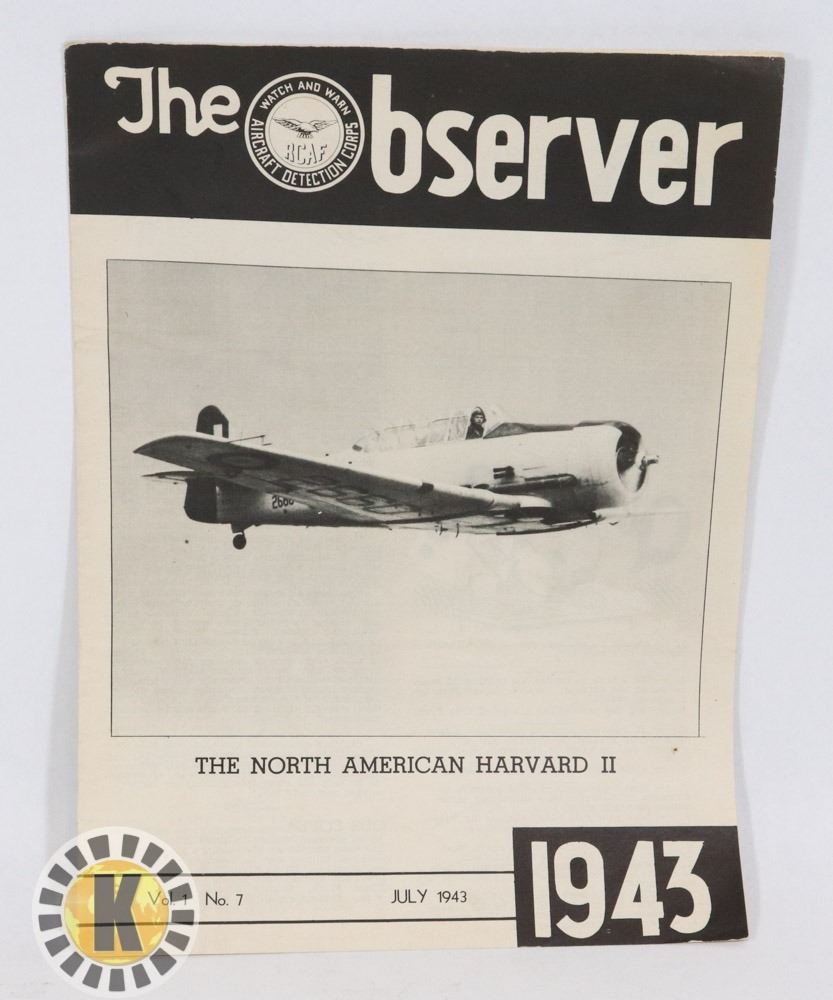 The Observer
WATCH AND WARN
RCAF
AIRCRAFT DETECTION CORPS
THE NORTH AMERICAN HARVARD II
Vol. 1 No. 7 JULY 1943
1943
K